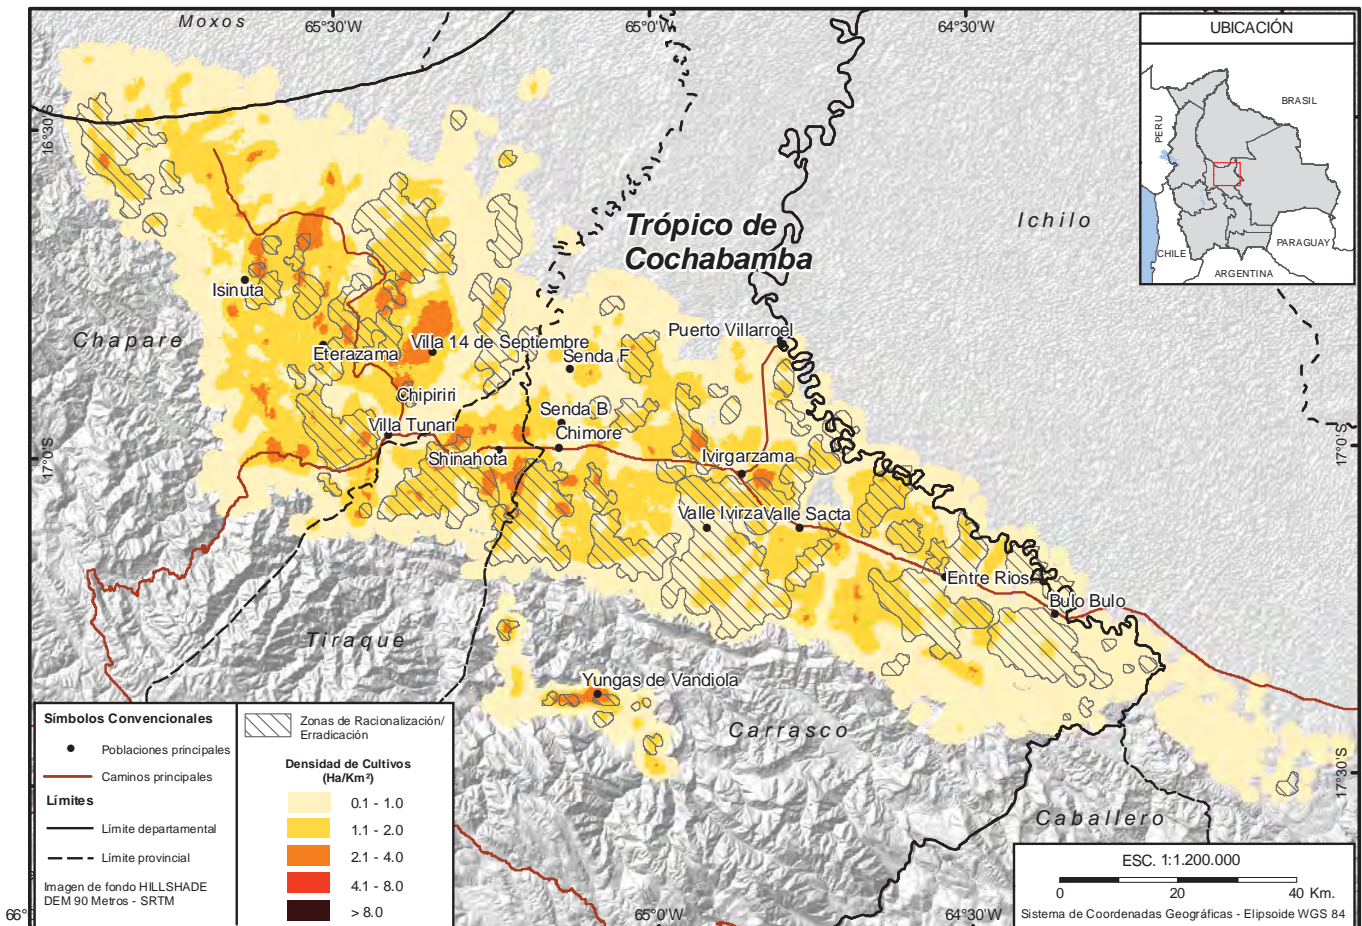 Moxos
65°30'W
65°0'W
64°30'W
UBICACIÓN
BRASIL
PERU
PARAGUAY
CHILE
ARGENTINA
16°30'S
Trópico de
Cochabamba
Ichilo
Isinuta
Chapare
Puerto Villarroel
Villa 14 de Septiembre
Eterazama
Senda F
Chipiriri
Senda B
Villa Tunari
Chimore
Shinahota
Ivirgarzama
17°0'S
17°0'S
Valle Ivirza
Valle Sacta
Entre Rios
Bulo Bulo
Tiraque
Yungas de Vandiola
Carrasco
Caballero
17°30'S
Símbolos Convencionales
Poblaciones principales
Caminos principales
Límites
Límite departamental
Límite provincial
Imagen de fondo HILLSHADE
DEM 90 Metros - SRTM
Zonas de Racionalización/
Erradicación
Densidad de Cultivos
(Ha/Km²)
0.1 - 1.0
1.1 - 2.0
2.1 - 4.0
4.1 - 8.0
> 8.0
ESC. 1:1.200.000
0 20 40 Km.
Sistema de Coordenadas Geográficas - Elipsoide WGS 84
65°0'W
64°30'W